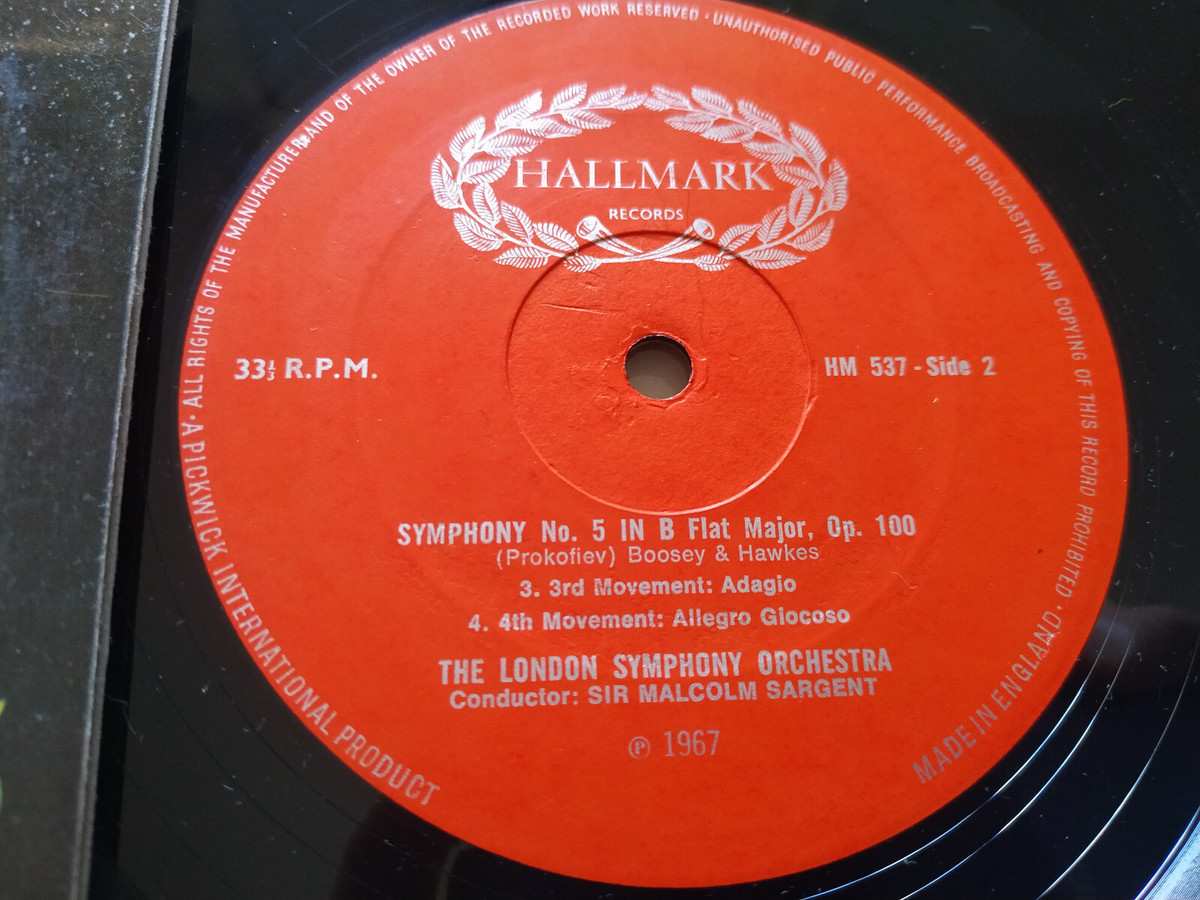 A PICKWICK INTERNATIONAL PRODUCT · ALL RIGHTS OF THE MANUFACTURER AND OF THE OWNER OF THE RECORDED WORK RESERVED · UNAUTHORISED PUBLIC PERFORMANCE BROADCASTING AND COPYING OF THIS RECORD PROHIBITED ·
MADE IN ENGLAND
HALLMARK
RECORDS
33⅓ R.P.M.
HM 537 - Side 2
SYMPHONY No. 5 IN B Flat Major, Op. 100
(Prokofiev) Boosey & Hawkes
3. 3rd Movement: Adagio
4. 4th Movement: Allegro Giocoso
THE LONDON SYMPHONY ORCHESTRA
Conductor: SIR MALCOLM SARGENT
℗ 1967